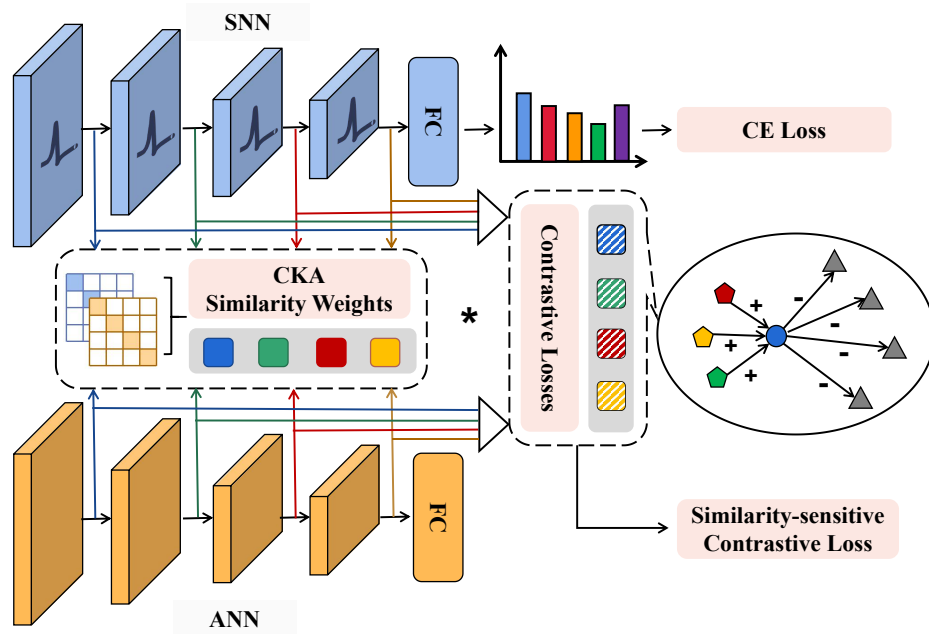 SNN
FC
CE Loss
CKA
Similarity Weights
*
Contrastive Losses
+
+
+
-
-
-
-
FC
Similarity-sensitive
Contrastive Loss
ANN